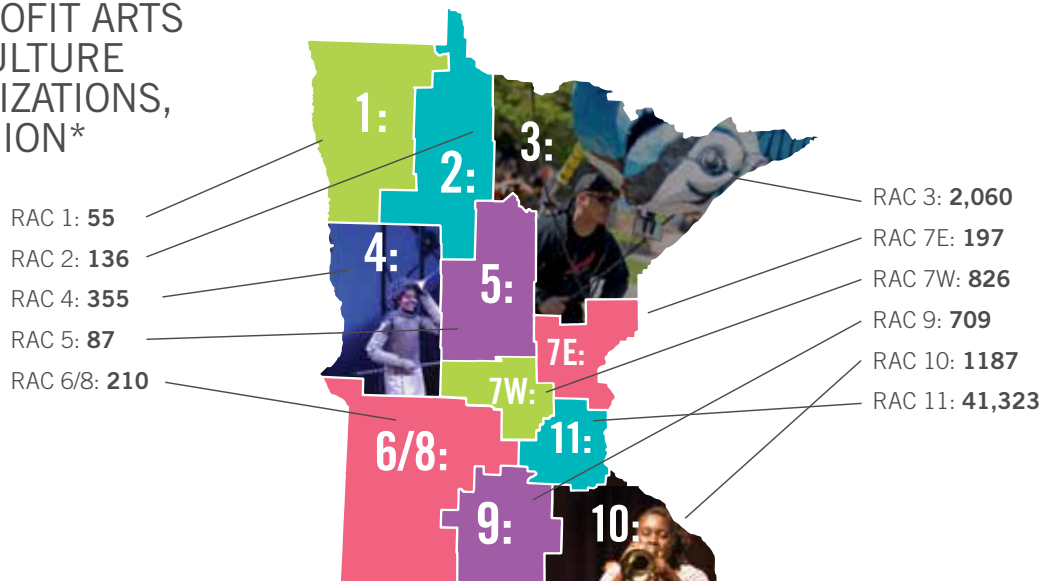 OFIT ARTS
ULTURE
IZATIONS,
ION*
1:
2:
3:
4:
5:
7E:
7W:
11:
6/8:
9:
10:
RAC 1: 55
RAC 2: 136
RAC 4: 355
RAC 5: 87
RAC 6/8: 210
RAC 3: 2,060
RAC 7E: 197
RAC 7W: 826
RAC 9: 709
RAC 10: 1187
RAC 11: 41,323